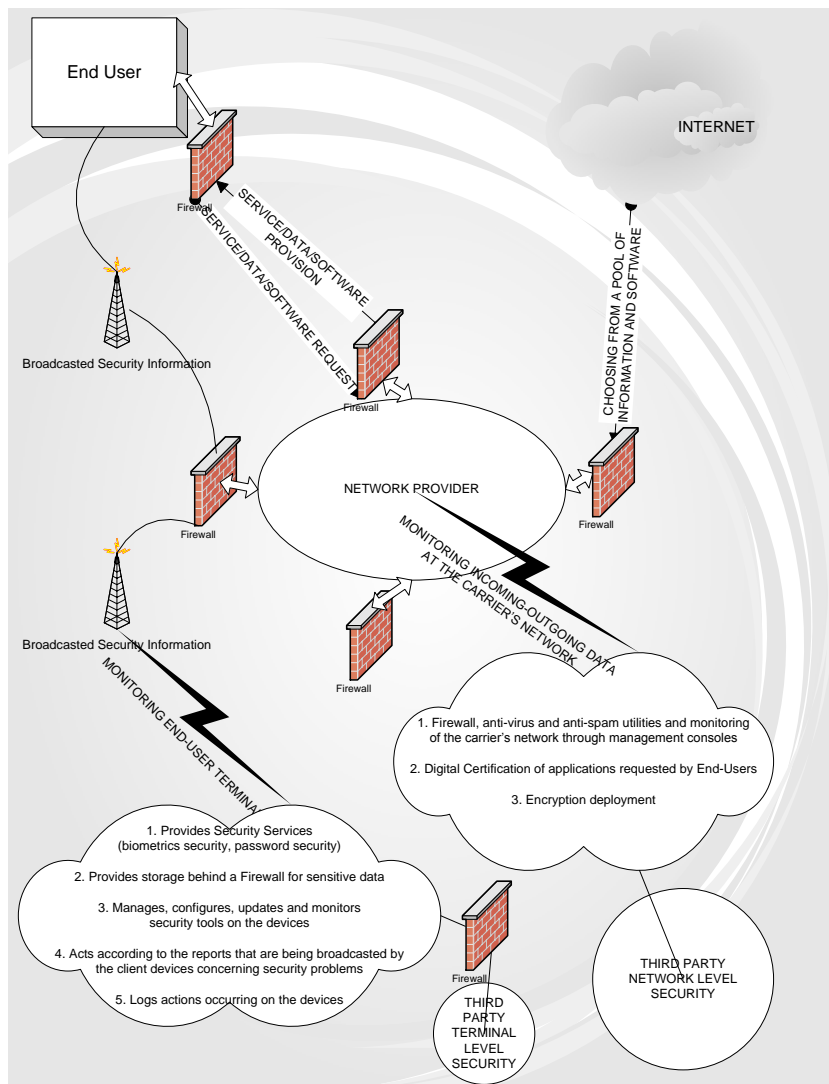 End User
INTERNET
Firewall
SERVICE/DATA/SOFTWARE
PROVISION
SERVICE/DATA/SOFTWARE REQUEST
CHOOSING FROM A POOL OF
INFORMATION AND SOFTWARE
Broadcasted Security Information
Firewall
NETWORK PROVIDER
Firewall
Firewall
MONITORING INCOMING-OUTGOING DATA
AT THE CARRIER'S NETWORK
Broadcasted Security Information
Firewall
MONITORING END-USER TERMINAL
1. Firewall, anti-virus and anti-spam utilities and monitoring
of the carrier's network through management consoles
2. Digital Certification of applications requested by End-Users
3. Encryption deployment
1. Provides Security Services
(biometrics security, password security)
2. Provides storage behind a Firewall for sensitive data
3. Manages, configures, updates and monitors
security tools on the devices
4. Acts according to the reports that are being broadcasted by
the client devices concerning security problems
5. Logs actions occurring on the devices
Firewall
THIRD
PARTY
TERMINAL
LEVEL
SECURITY
THIRD PARTY
NETWORK LEVEL
SECURITY